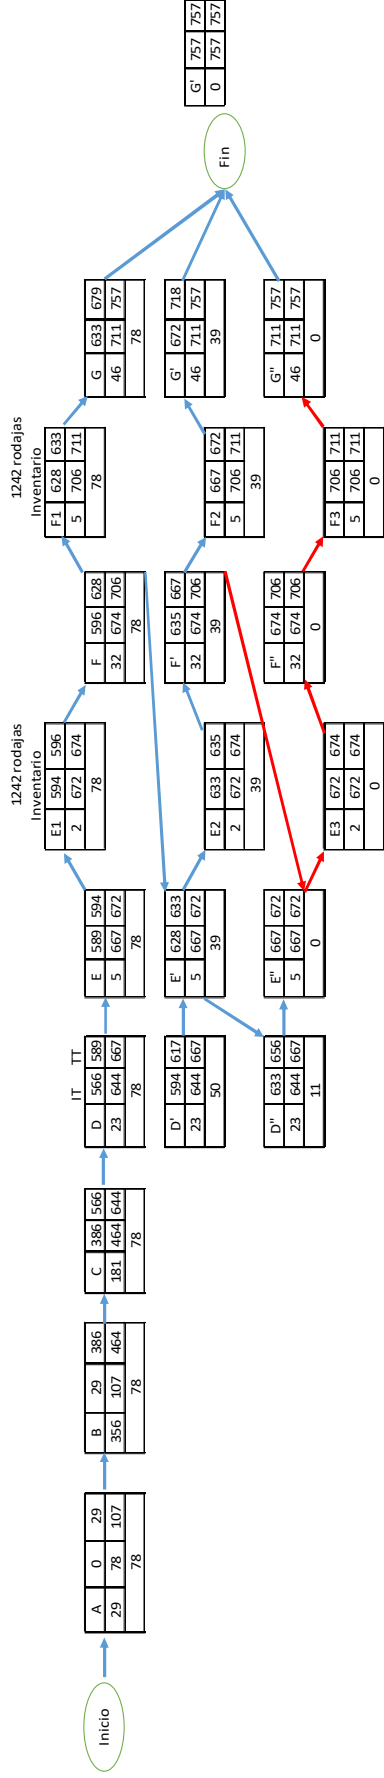 Inicio
A 0 29
29 78 107
78
B 29 386
356 107 464
78
C 386 566
181 464 644
78
IT TT
D 566 589
23 644 667
78
D' 594 617
23 644 667
50
D'' 633 656
23 644 667
11
E 589 594
5 667 672
78
E' 628 633
5 667 672
39
E'' 667 672
5 667 672
0
1242 rodajas
Inventario
E1 594 596
2 672 674
78
E2 633 635
2 672 674
39
E3 672 674
2 672 674
0
F 596 628
32 674 706
78
F' 635 667
32 674 706
39
F'' 674 706
32 674 706
0
1242 rodajas
Inventario
F1 628 633
5 706 711
78
F2 667 672
5 706 711
39
F3 706 711
5 706 711
0
G 633 679
46 711 757
78
G' 672 718
46 711 757
39
G'' 711 757
46 711 757
0
Fin
G' 757 757
0 757 757